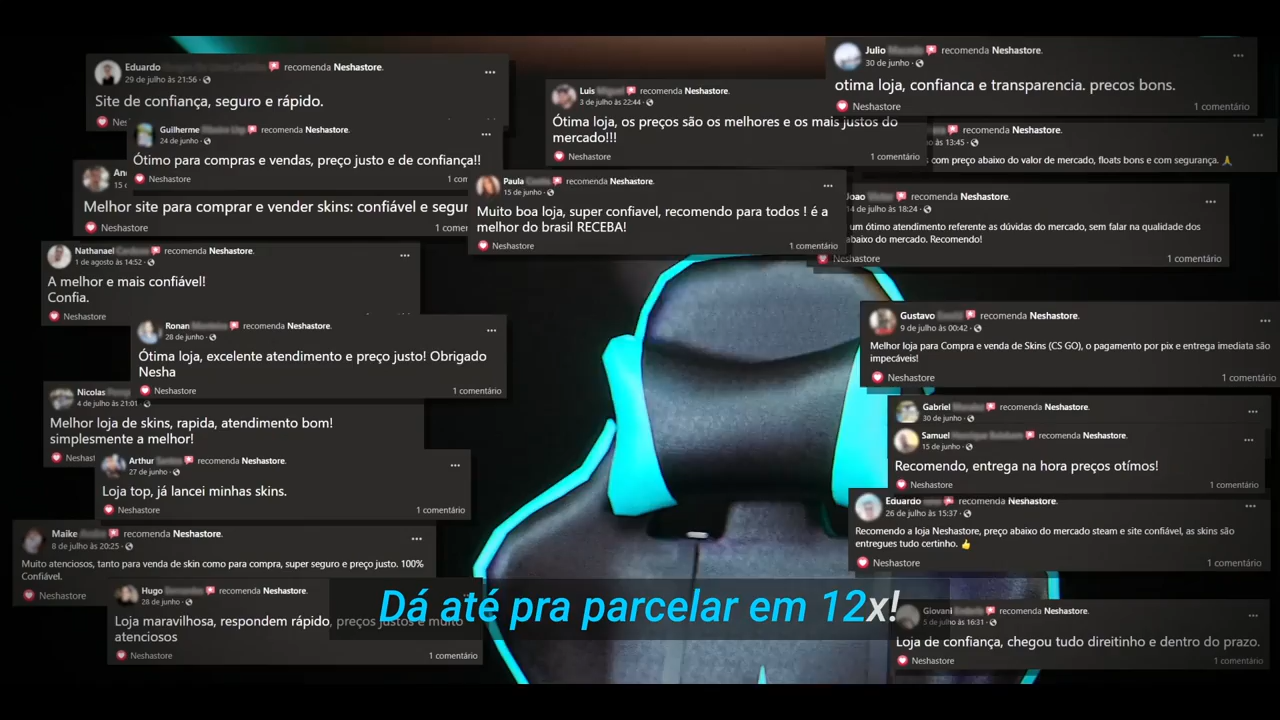 Eduardo recomenda Neshastore.
29 de julho às 21:56
Site de confiança, seguro e rápido.
Guilherme recomenda Neshastore.
24 de junho
Ótimo para compras e vendas, preço justo e de confiança!!
Neshastore
Melhor site para comprar e vender skins: confiável e segur
Neshastore
Nathanael recomenda Neshastore.
1 de agosto às 14:52
A melhor e mais confiável!
Confia.
Neshastore
Ronan recomenda Neshastore.
28 de junho
Ótima loja, excelente atendimento e preço justo! Obrigado
Nesha
Neshastore 1 comentário
Nicolas
4 de julho às 21:01
Melhor loja de skins, rapida, atendimento bom!
simplesmente a melhor!
Arthur recomenda Neshastore.
27 de junho
Loja top, já lancei minhas skins.
Neshastore 1 comentário
Maike recomenda Neshastore.
8 de julho às 20:25
Muito atenciosos, tanto para venda de skin como para compra, super seguro e preço justo. 100%
Confiável.
Neshastore
Hugo recomenda Neshastore.
28 de junho
Loja maravilhosa, respondem rápido, preços justos e muito
atenciosos
Neshastore 1 comentário
Luis recomenda Neshastore.
3 de julho às 22:44
Ótima loja, os preços são os melhores e os mais justos do
mercado!!!
Neshastore 1 comentário
Paula recomenda Neshastore.
15 de junho
Muito boa loja, super confiavel, recomendo para todos ! é a
melhor do brasil RECEBA!
Neshastore 1 comentário
Julio recomenda Neshastore.
30 de junho
otima loja, confianca e transparencia. precos bons.
Neshastore 1 comentário
recomenda Neshastore.
às 13:45
com preço abaixo do valor de mercado, floats bons e com segurança. 🙏
Joao recomenda Neshastore.
14 de julho às 18:24
um ótimo atendimento referente as dúvidas do mercado, sem falar na qualidade dos
abaixo do mercado. Recomendo!
Neshastore 1 comentário
Gustavo recomenda Neshastore.
9 de julho às 00:42
Melhor loja para Compra e venda de Skins (CS GO), o pagamento por pix e entrega imediata são
impecáveis!
Neshastore 1 comentário
Gabriel recomenda Neshastore.
30 de junho
Samuel recomenda Neshastore.
15 de junho
Recomendo, entrega na hora preços otímos!
Neshastore 1 comentário
Eduardo recomenda Neshastore.
26 de julho às 15:37
Recomendo a loja Neshastore, preço abaixo do mercado steam e site confiável, as skins são
entregues tudo certinho. 👍
Neshastore 1 comentário
Giovani recomenda Neshastore.
5 de julho às 16:31
Loja de confiança, chegou tudo direitinho e dentro do prazo.
Neshastore 1 comentário
Dá até pra parcelar em 12x!